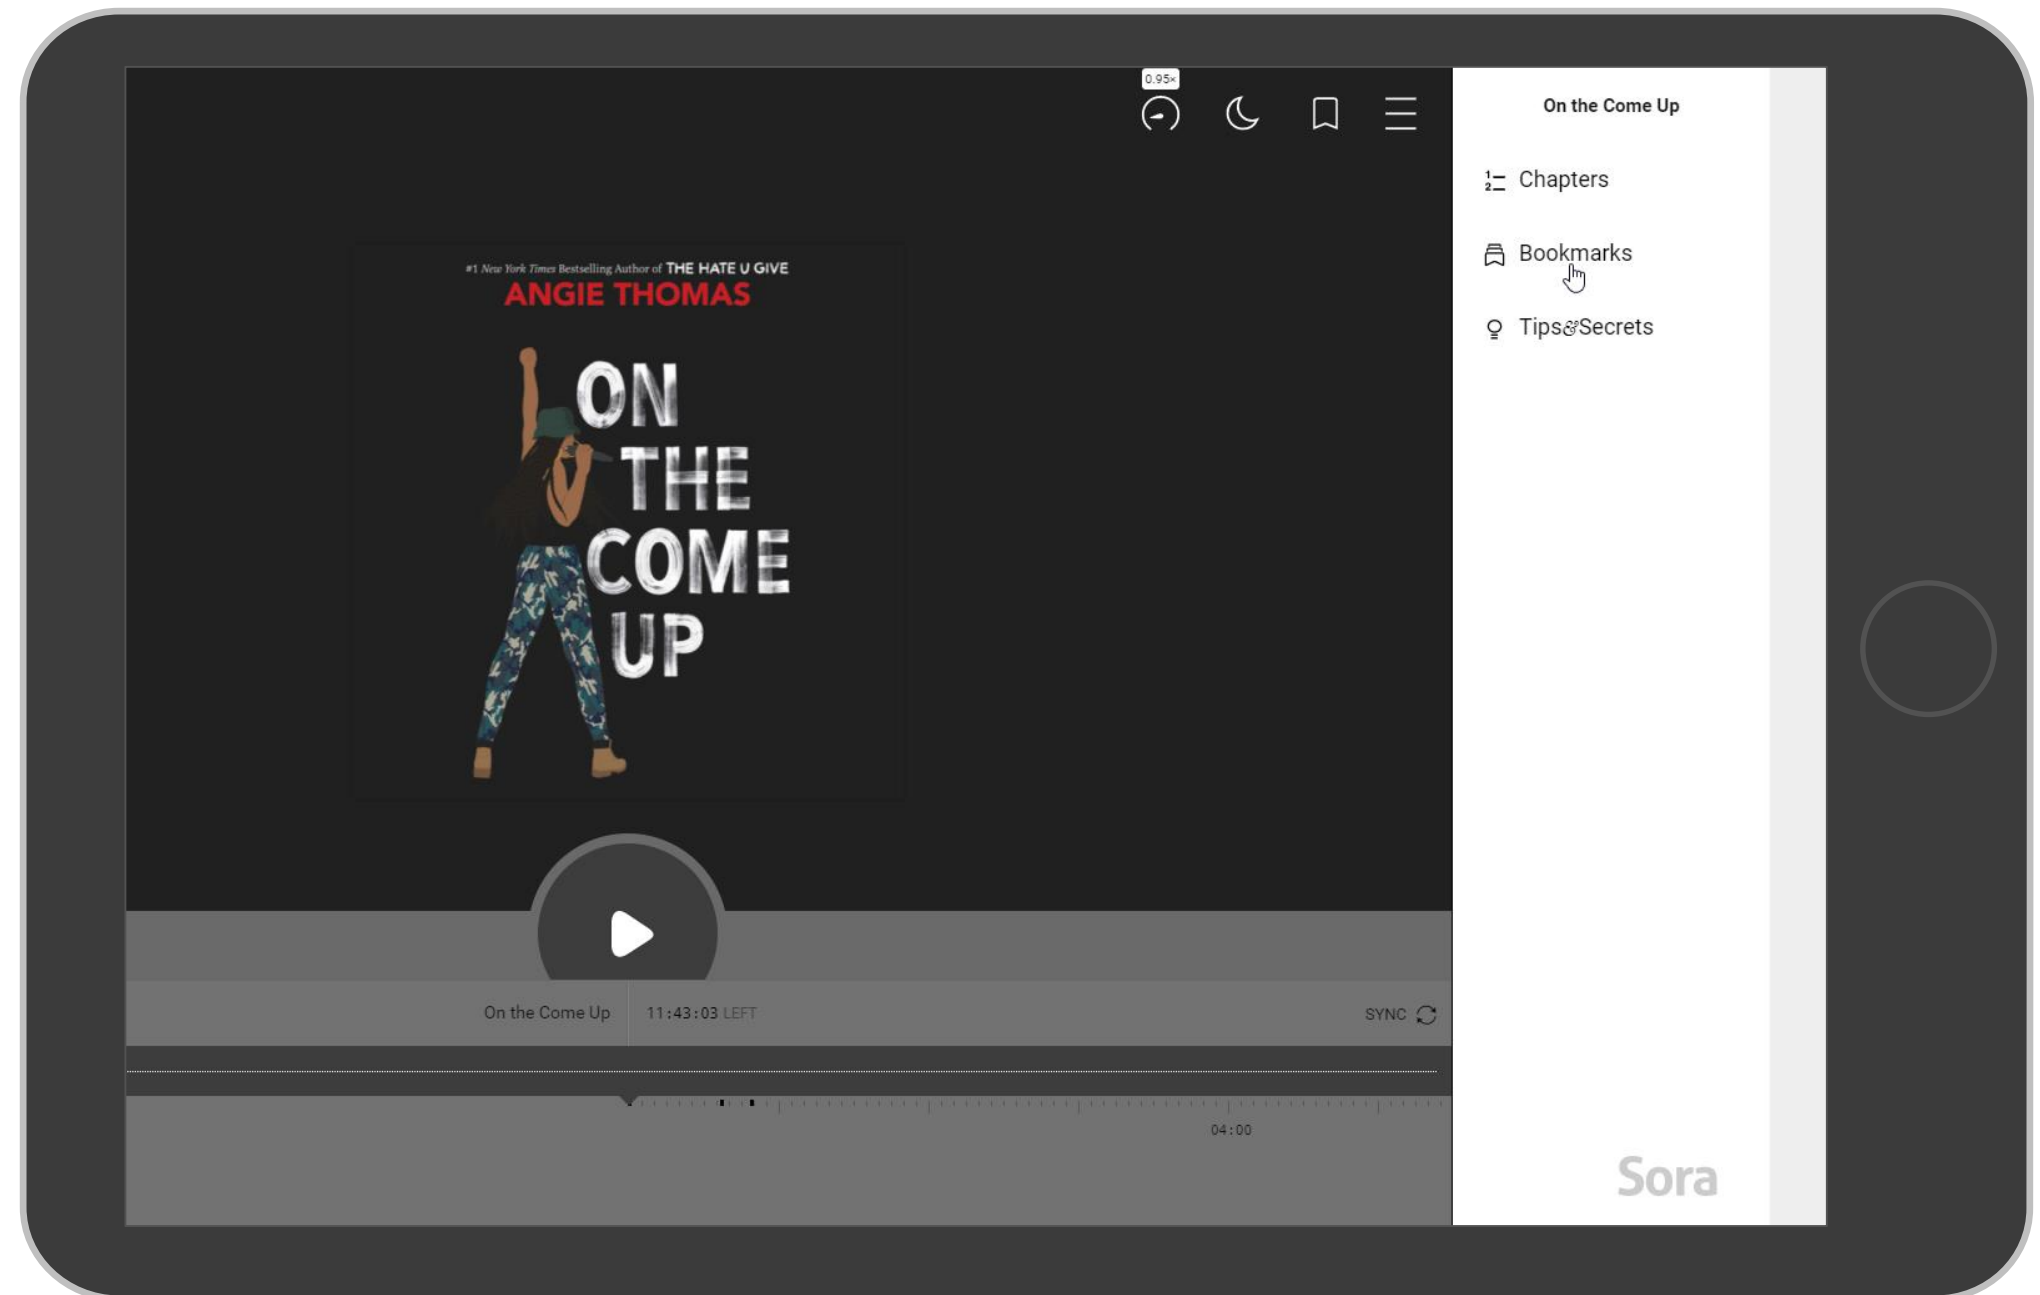 0.95×
On the Come Up
1 2 Chapters
Bookmarks
Tips&Secrets
#1 New York Times Bestselling Author of THE HATE U GIVE
ANGIE THOMAS
ON
THE
COME
UP
On the Come Up
11:43:03 LEFT
SYNC
04:00
Sora